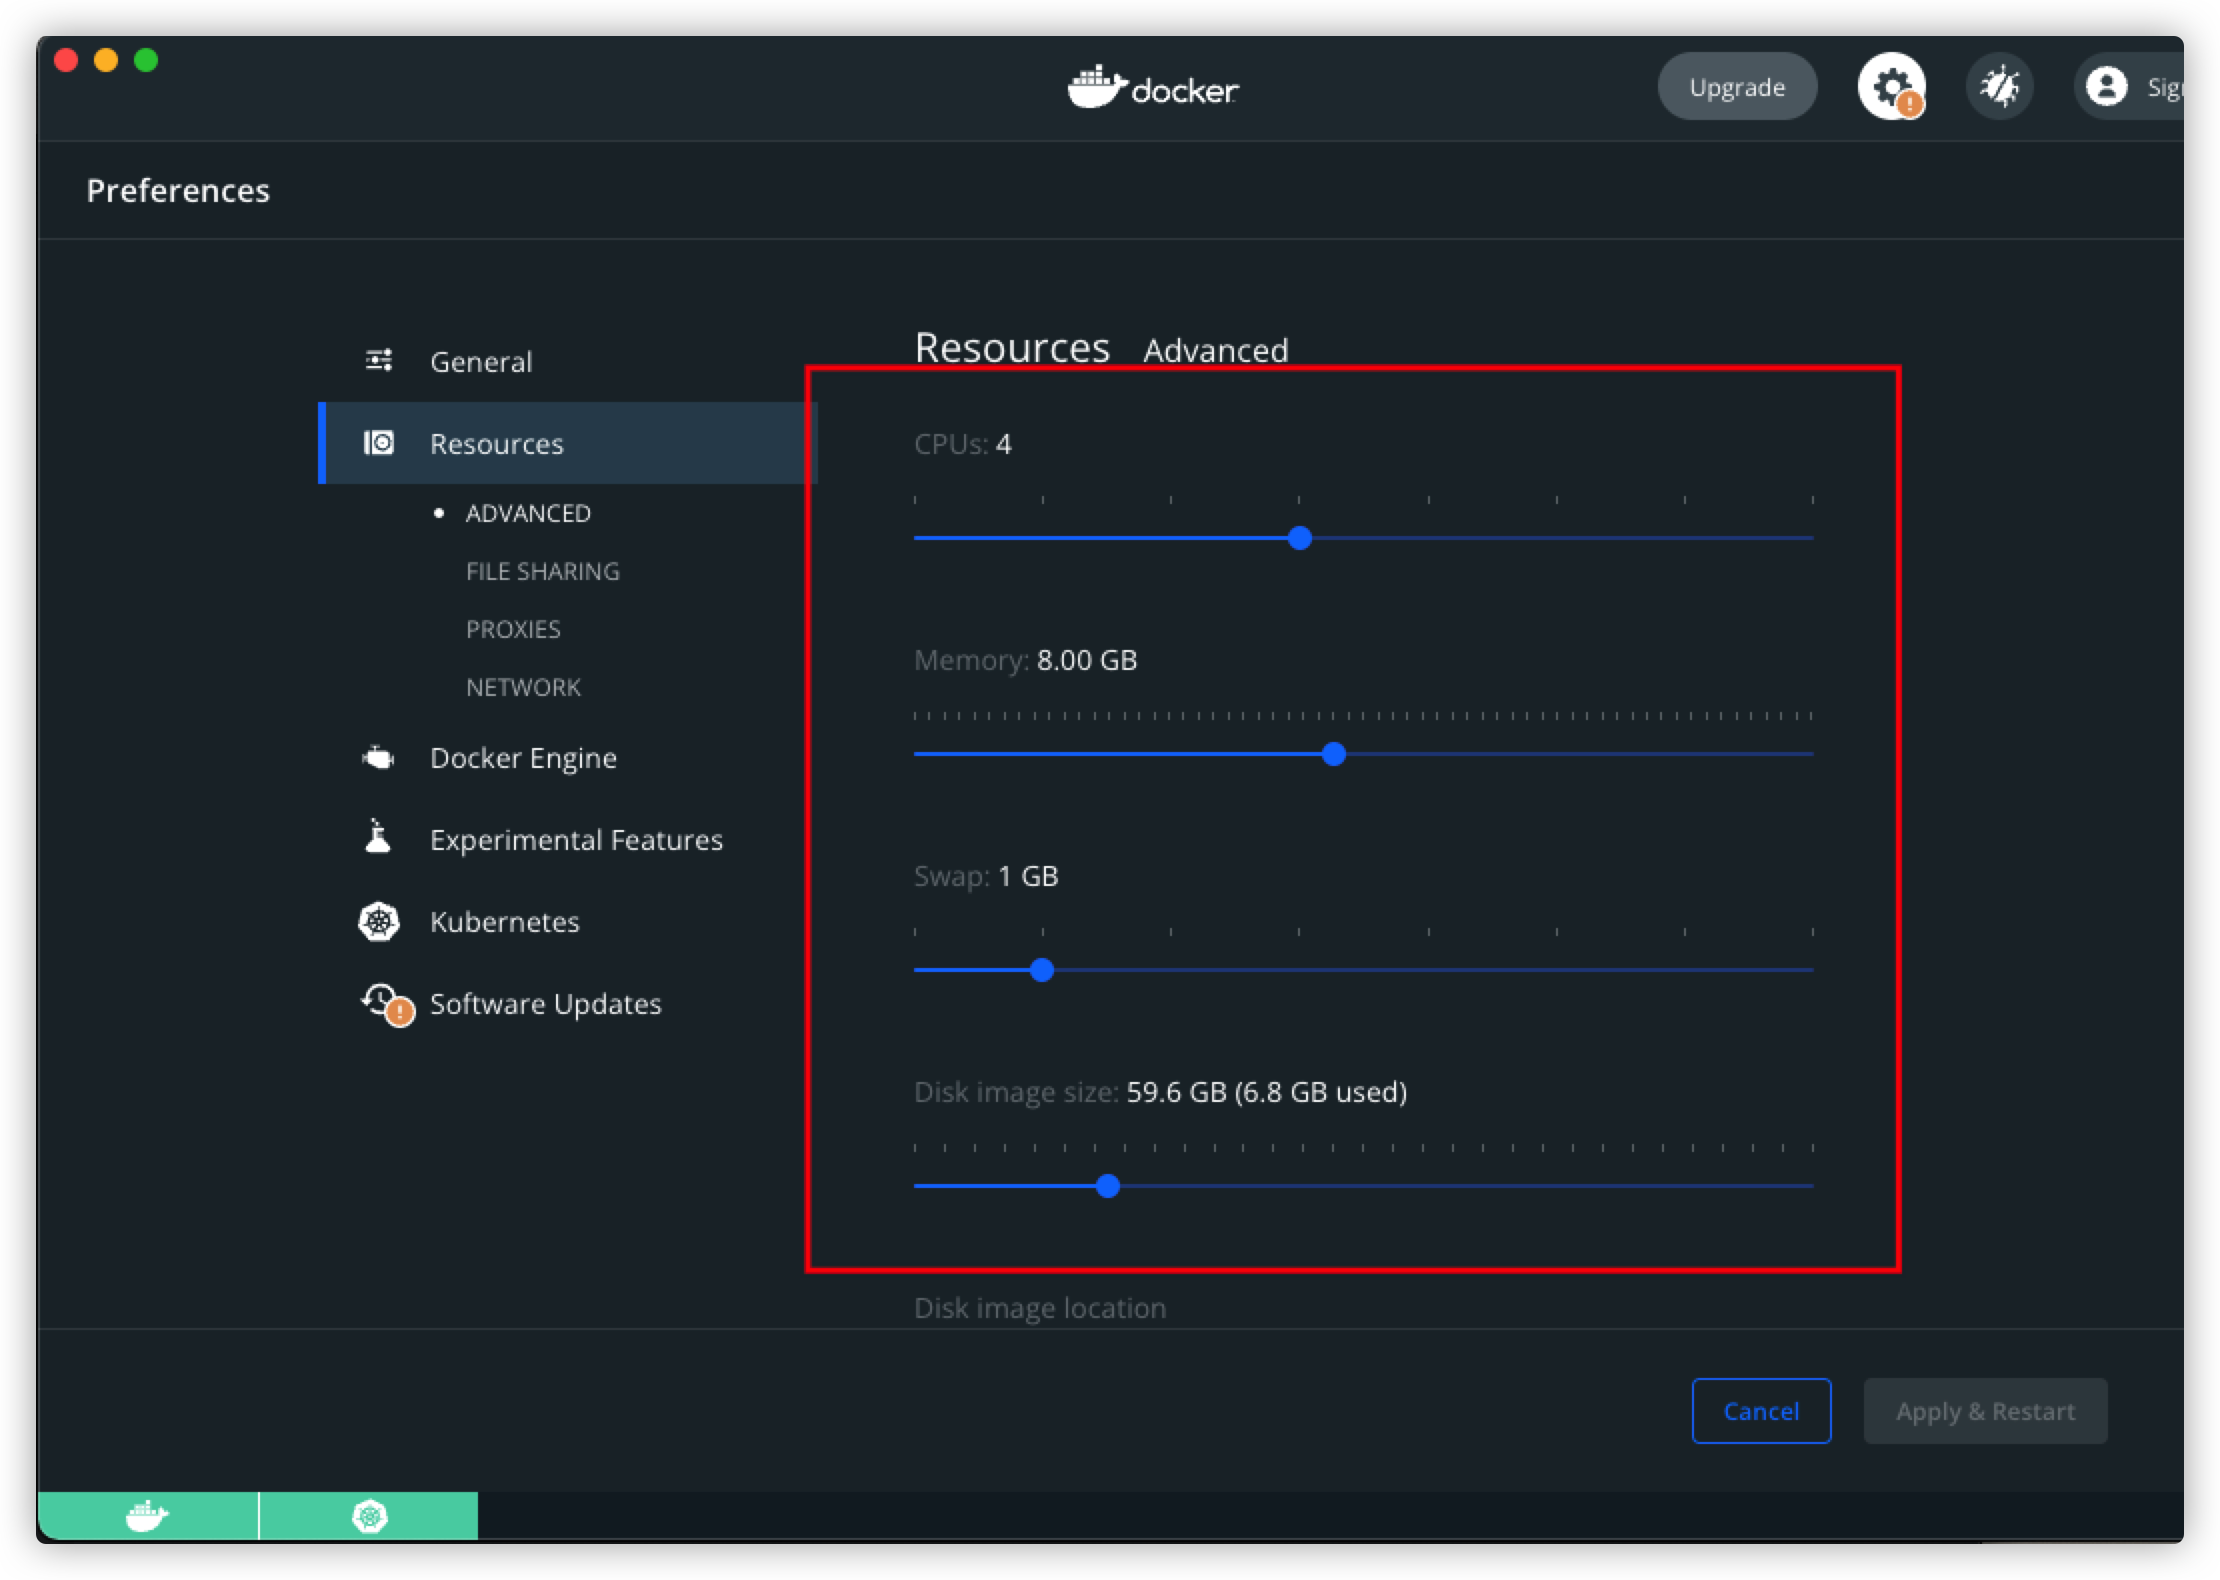 docker
Upgrade
Preferences
General
Resources
ADVANCED
FILE SHARING
PROXIES
NETWORK
Docker Engine
Experimental Features
Kubernetes
Software Updates
Resources Advanced
CPUs: 4
Memory: 8.00 GB
Swap: 1 GB
Disk image size: 59.6 GB (6.8 GB used)
Disk image location
Cancel
Apply & Restart